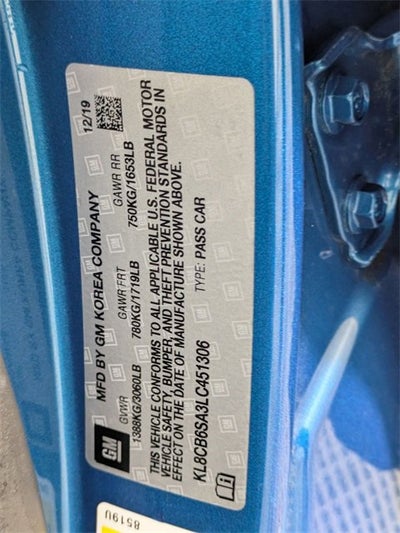 MFD BY GM KOREA COMPANY 12/19
GVWR GAWR FRT GAWR RR
1388KG/3060LB 780KG/1719LB 750KG/1653LB
THIS VEHICLE CONFORMS TO ALL APPLICABLE U.S. FEDERAL MOTOR
VEHICLE SAFETY, BUMPER, AND THEFT PREVENTION STANDARDS IN
EFFECT ON THE DATE OF MANUFACTURE SHOWN ABOVE.
KL8CB6SA3LC451306 TYPE: PASS CAR
GM
8519U